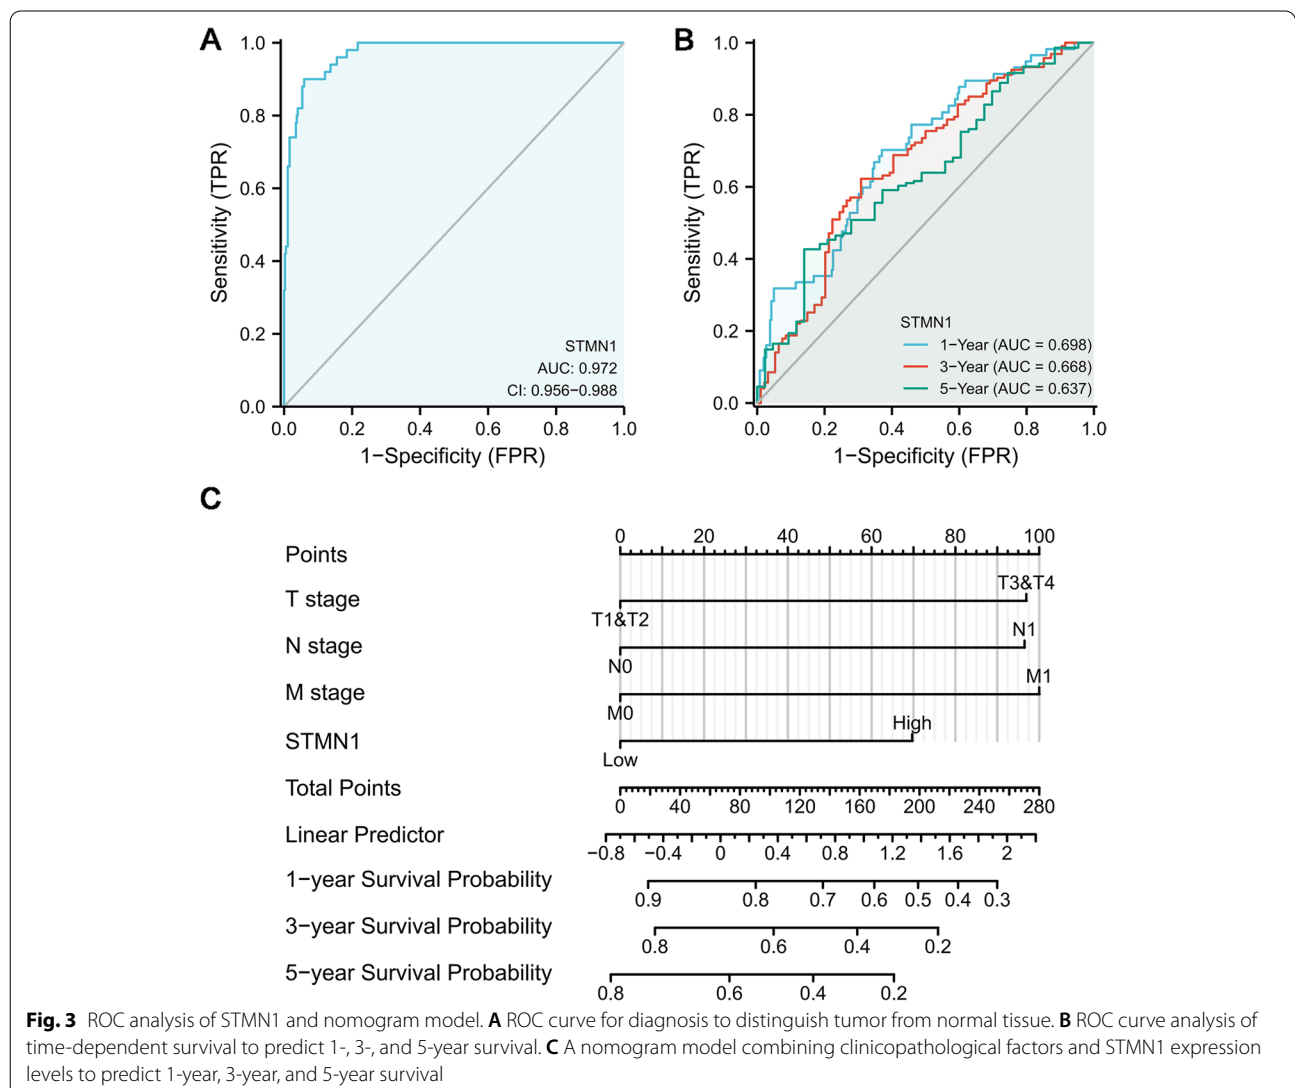 A
B
1.0
0.8
0.6
0.4
0.2
0.0
Sensitivity (TPR)
0.0 0.2 0.4 0.6 0.8 1.0
1−Specificity (FPR)
STMN1
AUC: 0.972
CI: 0.956−0.988
1.0
0.8
0.6
0.4
0.2
0.0
Sensitivity (TPR)
0.0 0.2 0.4 0.6 0.8 1.0
1−Specificity (FPR)
STMN1
1−Year (AUC = 0.698)
3−Year (AUC = 0.668)
5−Year (AUC = 0.637)
C
0 20 40 60 80 100
Points
T3&T4
T stage
T1&T2
N1
N stage
N0
M1
M stage
M0
High
STMN1
Low
Total Points
0 40 80 120 160 200 240 280
Linear Predictor
−0.8 −0.4 0 0.4 0.8 1.2 1.6 2
1−year Survival Probability
0.9 0.8 0.7 0.6 0.5 0.4 0.3
3−year Survival Probability
0.8 0.6 0.4 0.2
5−year Survival Probability
0.8 0.6 0.4 0.2
Fig. 3 ROC analysis of STMN1 and nomogram model. A ROC curve for diagnosis to distinguish tumor from normal tissue. B ROC curve analysis of
time-dependent survival to predict 1-, 3-, and 5-year survival. C A nomogram model combining clinicopathological factors and STMN1 expression
levels to predict 1-year, 3-year, and 5-year survival